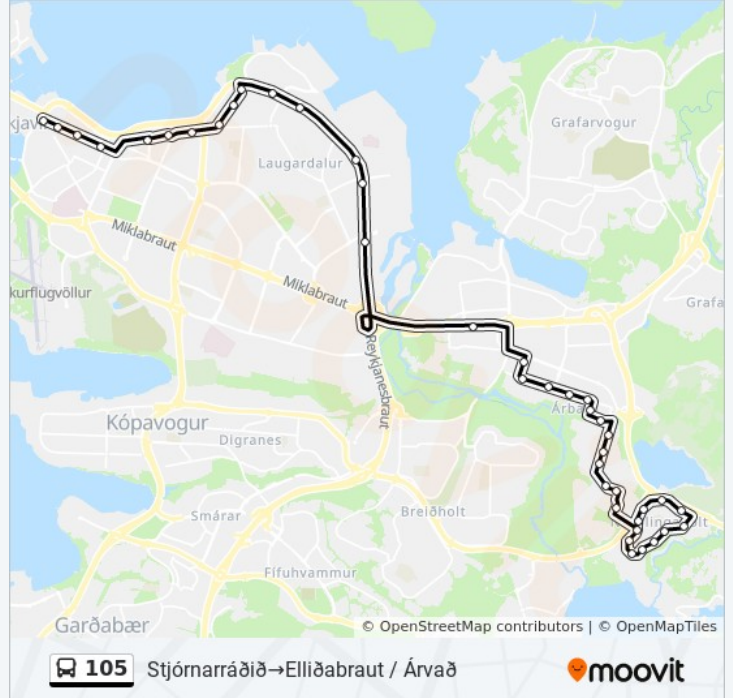 Grafarvogur
Laugardalur
Miklabraut
Miklabraut
kurflugvöllur
Grafa
Reykjanesbraut
Kópavogur
Digranes
Smárar
Breiðholt
Fífuhvammur
Garðabær
© OpenStreetMap contributors | © OpenMapTiles
105 Stjórnarráðið→Elliðabraut / Árvað
moovit